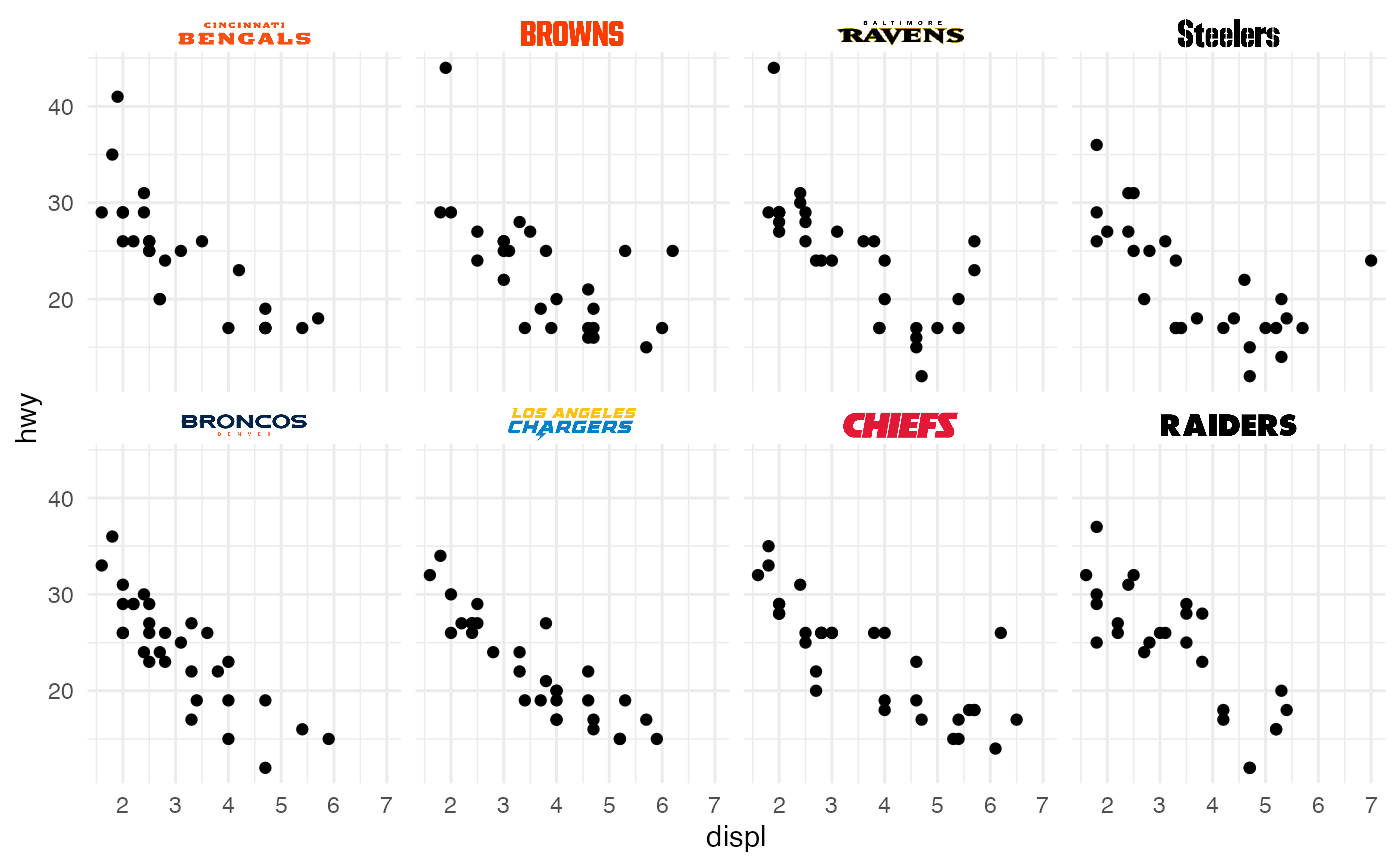 CINCINNATI
BENGALS
BROWNS
BALTIMORE
RAVENS
Steelers
40
30
20
hwy
BRONCOS
DENVER
LOS ANGELES
CHARGERS
CHIEFS
RAIDERS
40
30
20
2 3 4 5 6 7
2 3 4 5 6 7
2 3 4 5 6 7
2 3 4 5 6 7
displ